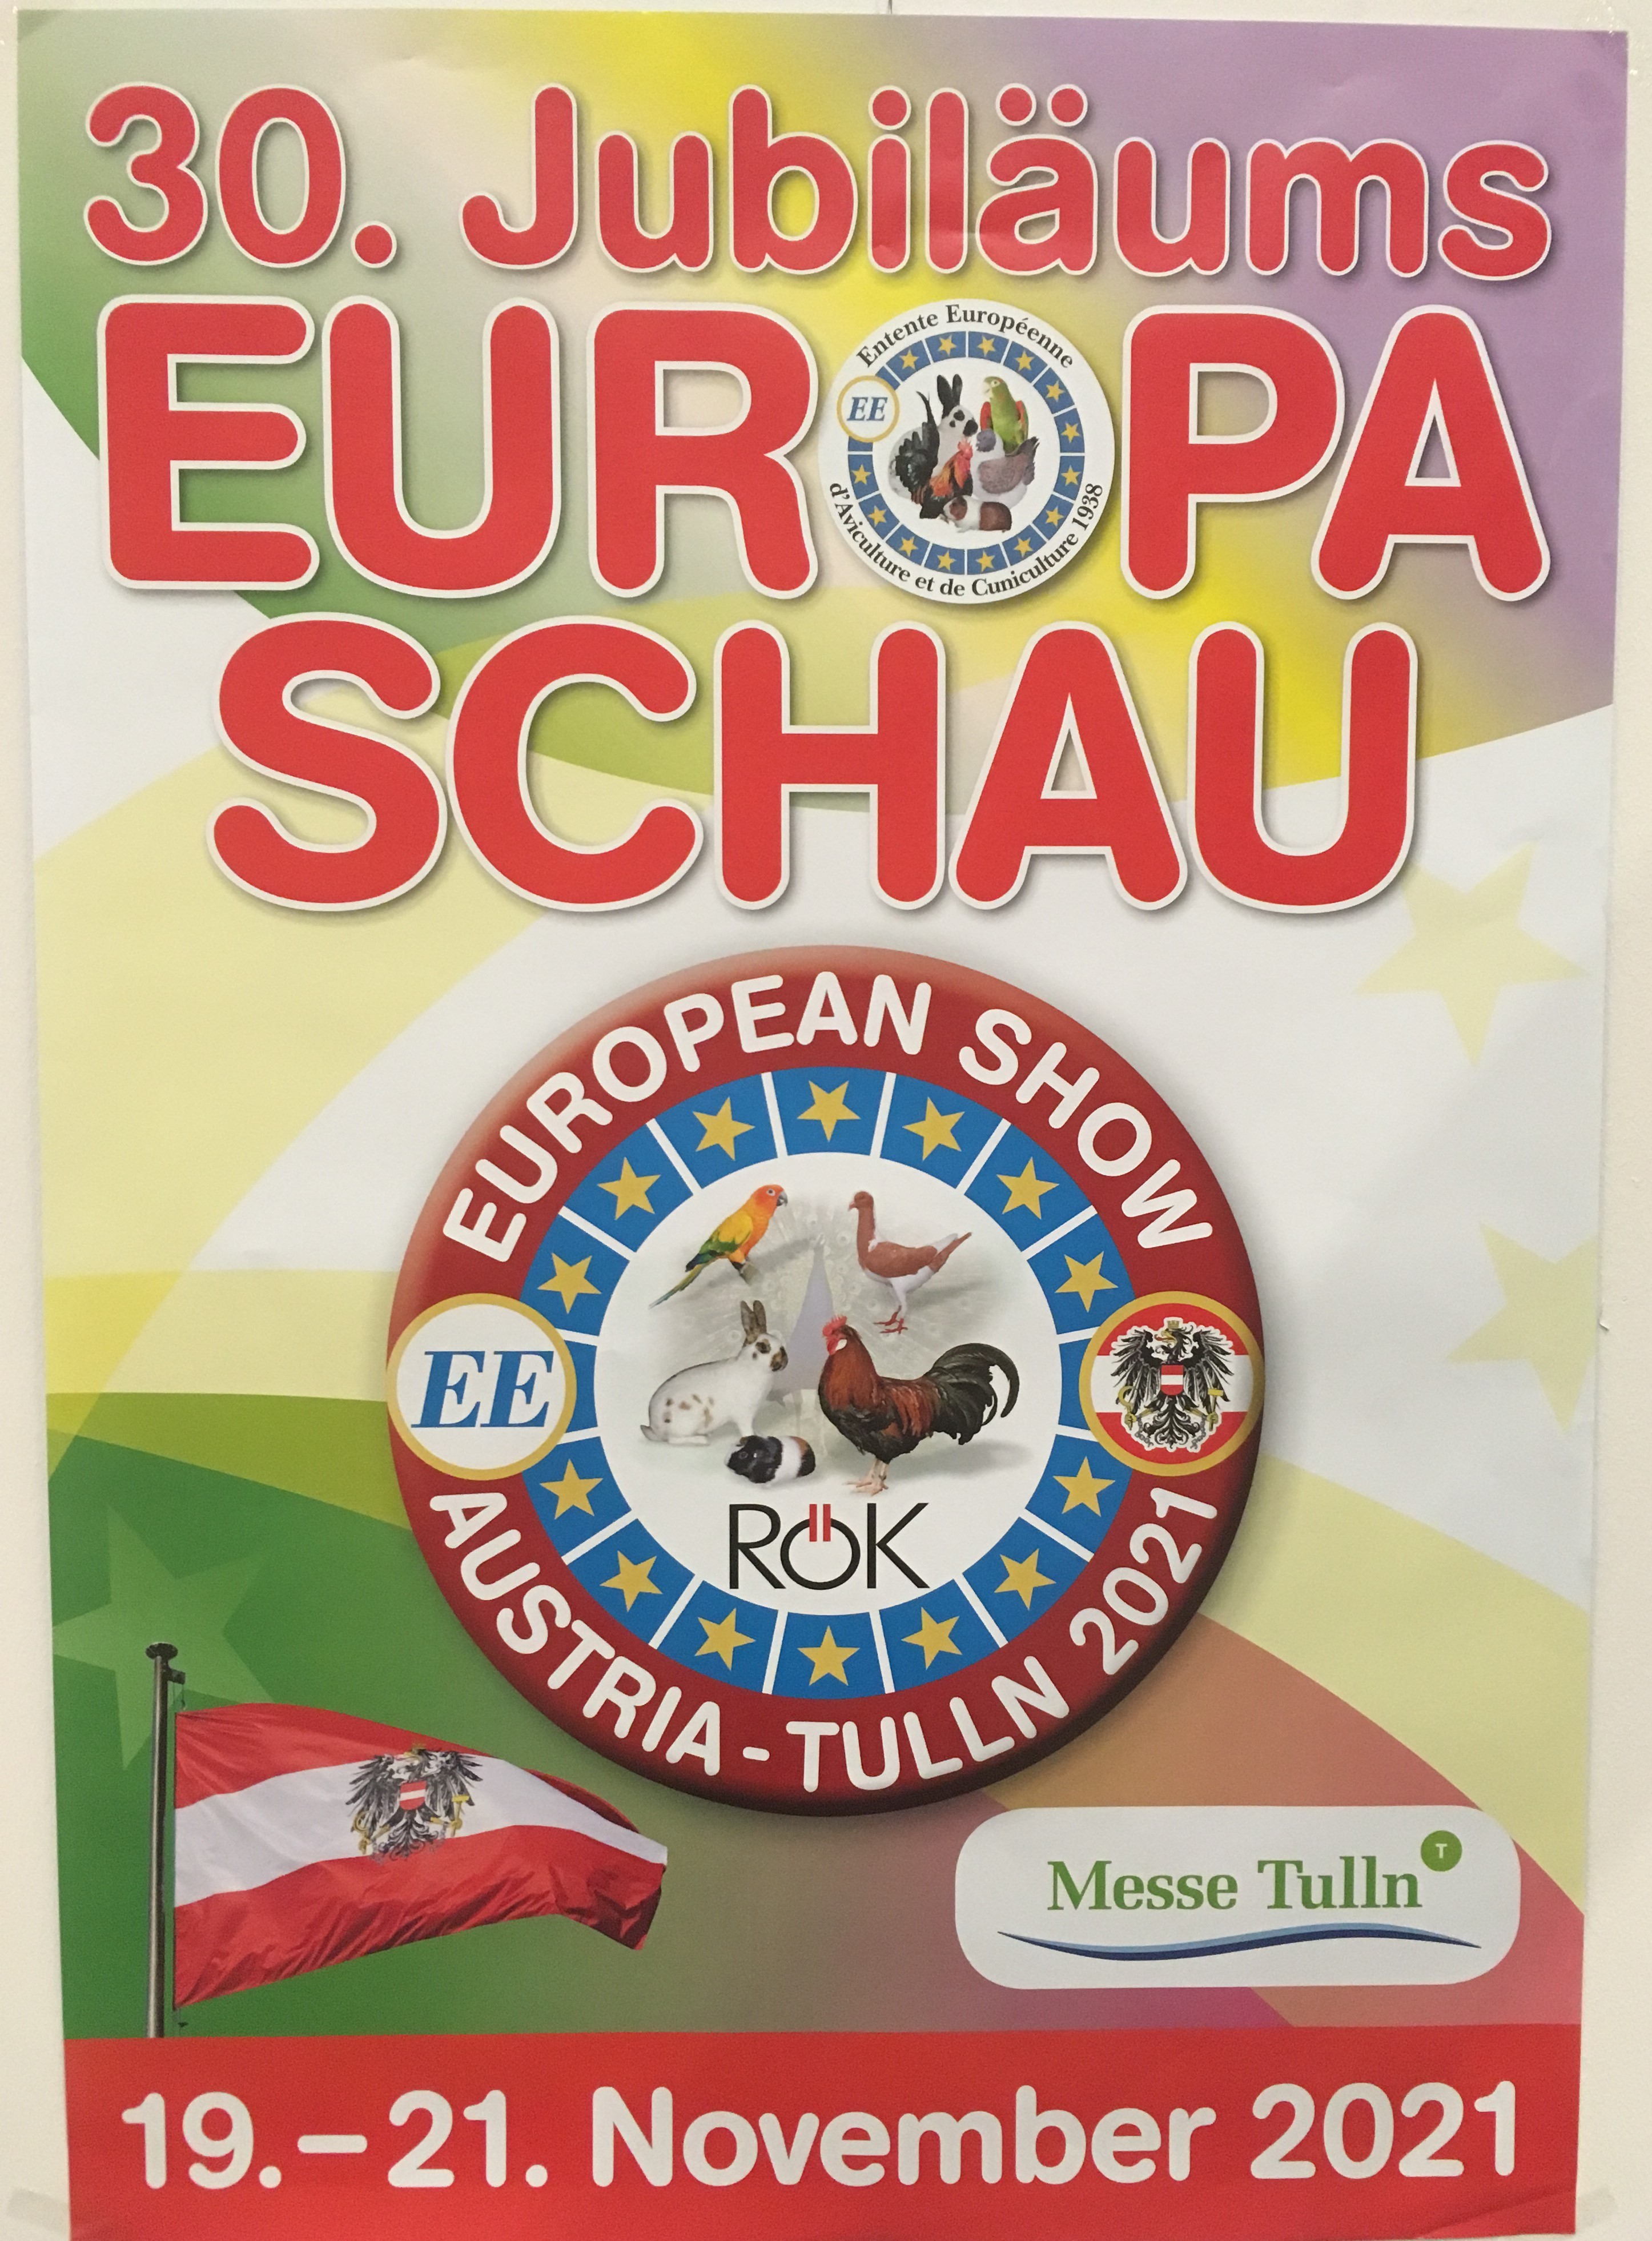 30. Jubiläums
EUROPA
Entente Européenne
EE
d'Aviculture et de Cuniculture 1938
SCHAU
EUROPEAN SHOW
EE
RÖK
AUSTRIA - TULLN 2021
Messe Tulln T
19.– 21. November 2021